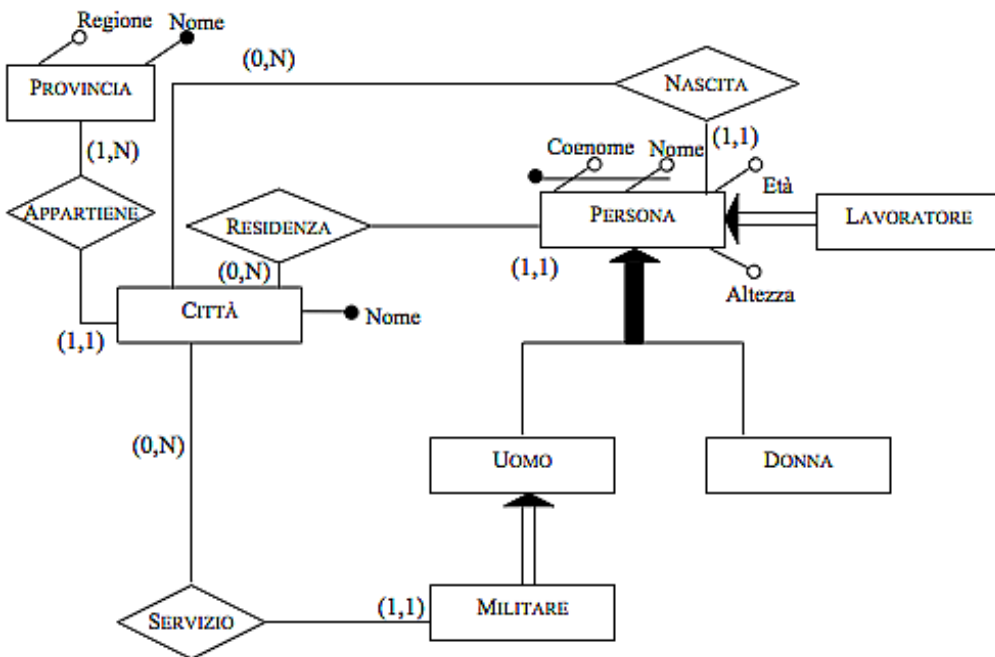 Regione Nome
PROVINCIA
(0,N)
NASCITA
(1,N)
(1,1)
Cognome Nome
Età
APPARTIENE
RESIDENZA
PERSONA
LAVORATORE
(0,N)
(1,1)
Altezza
CITTÀ
Nome
(1,1)
(0,N)
UOMO
DONNA
SERVIZIO
(1,1)
MILITARE